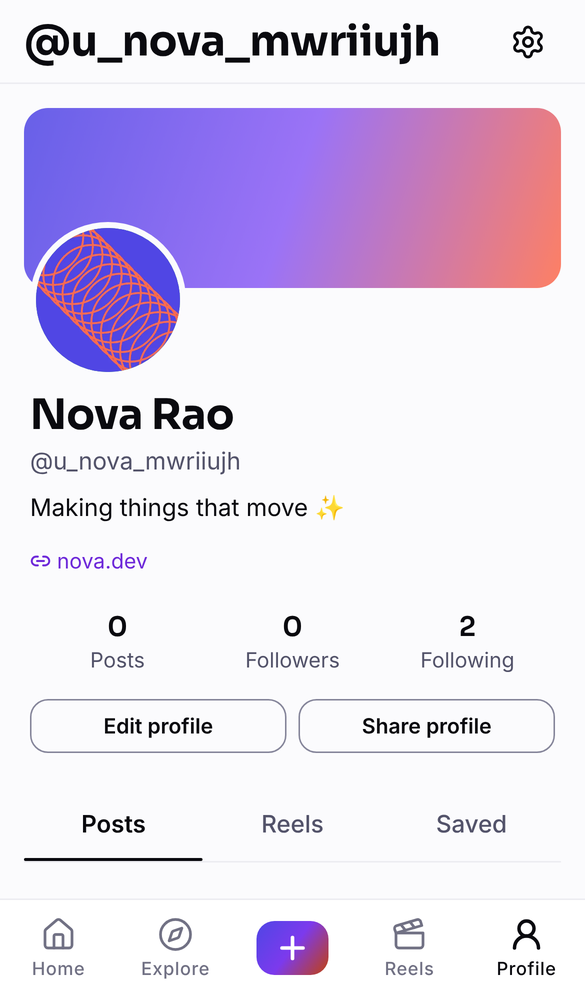 @u_nova_mwriiujh
Nova Rao
@u_nova_mwriiujh
Making things that move ✨
nova.dev
0 0 2
Posts Followers Following
Edit profile Share profile
Posts Reels Saved
Home Explore Reels Profile